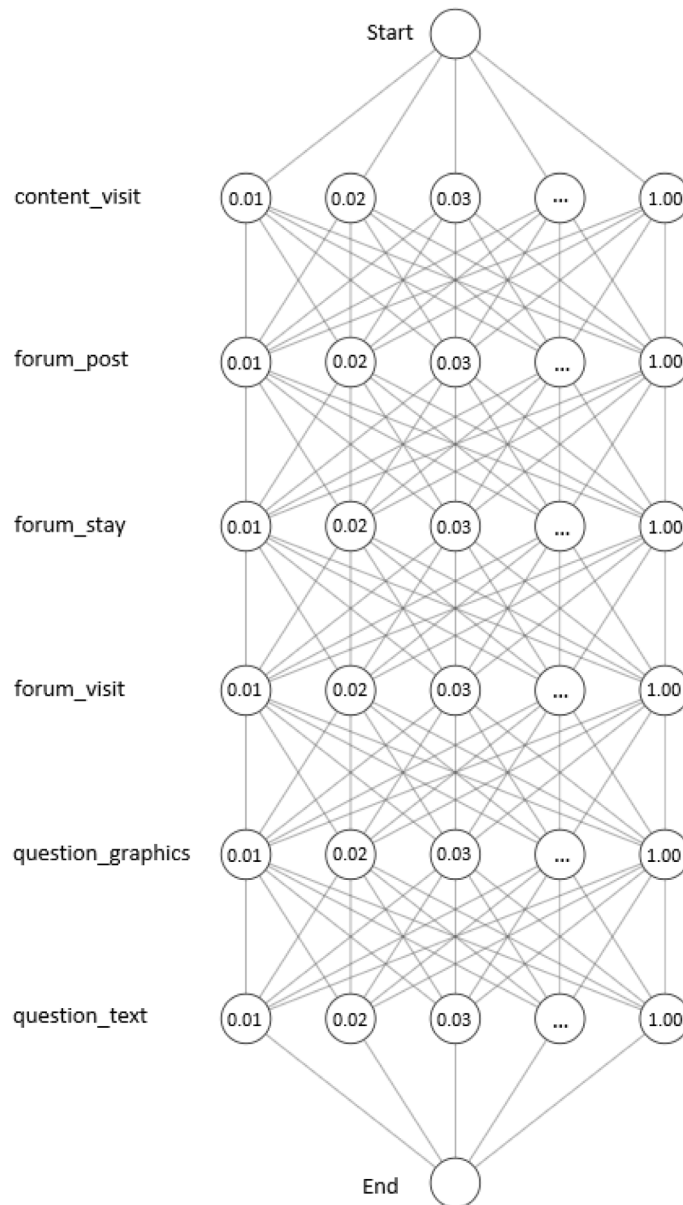 Start
content_visit 0.01 0.02 0.03 ... 1.00
forum_post 0.01 0.02 0.03 ... 1.00
forum_stay 0.01 0.02 0.03 ... 1.00
forum_visit 0.01 0.02 0.03 ... 1.00
question_graphics 0.01 0.02 0.03 ... 1.00
question_text 0.01 0.02 0.03 ... 1.00
End